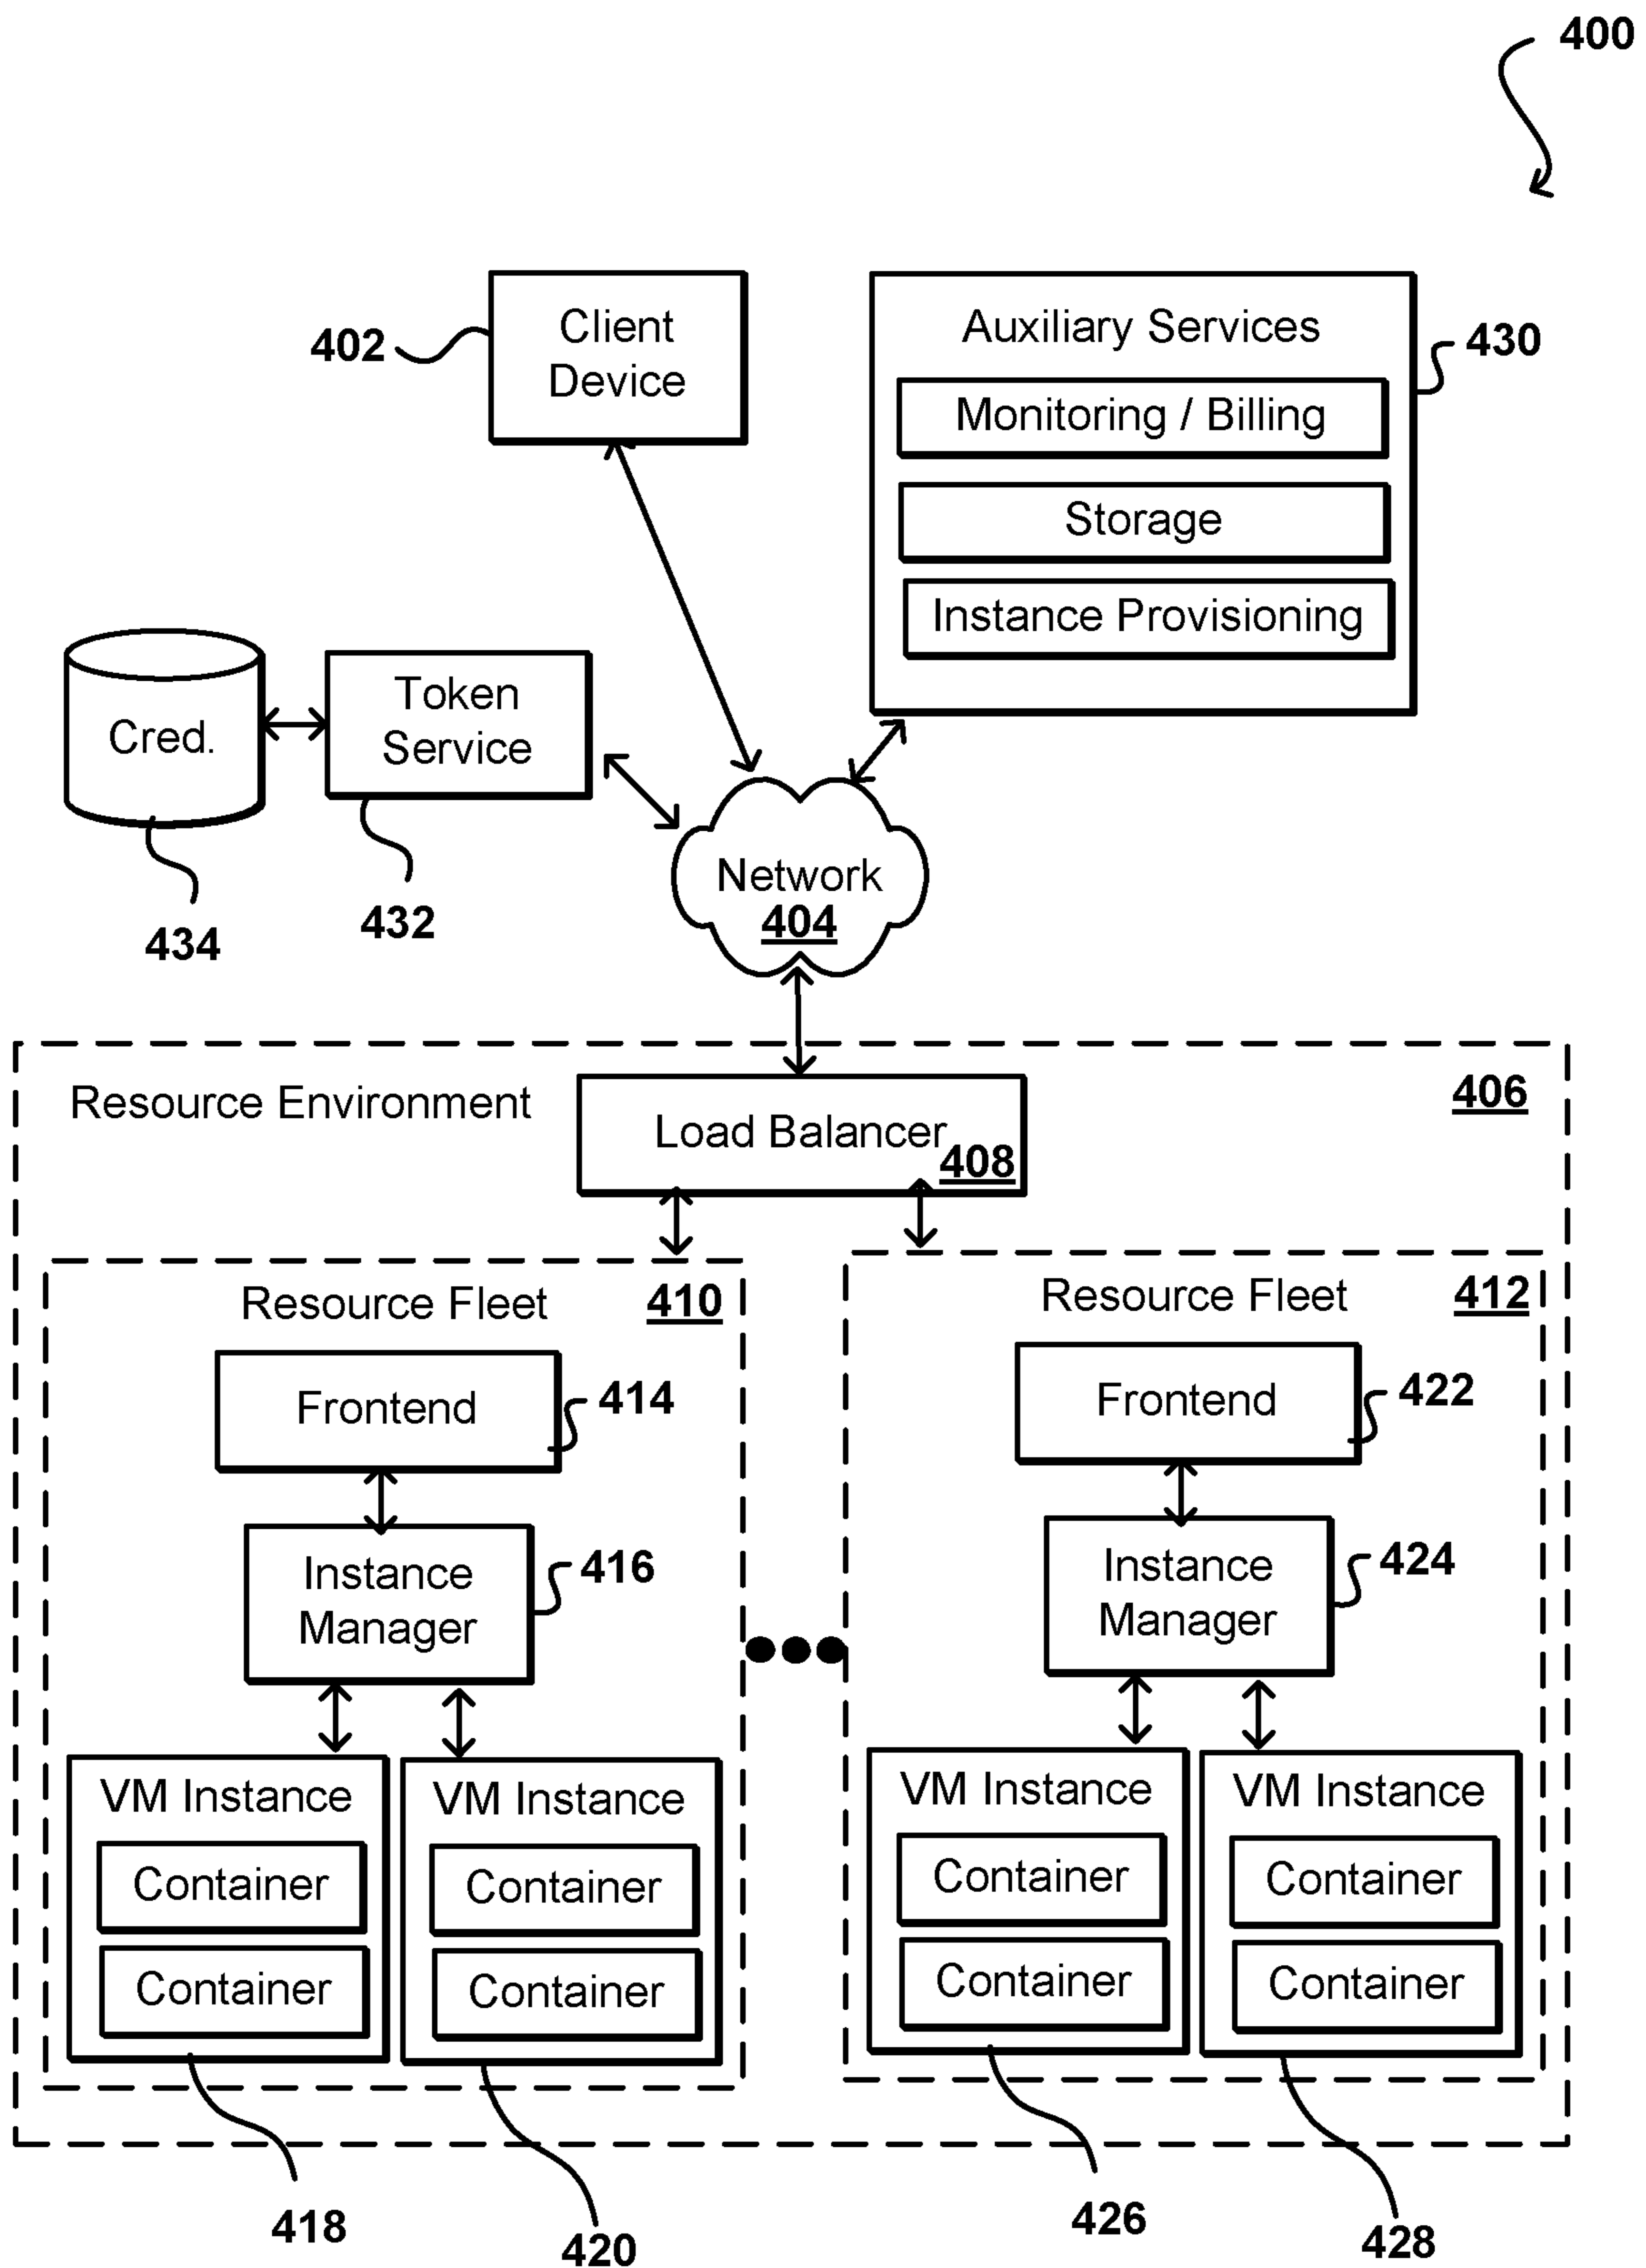 400
Client
Device
402
Auxiliary Services
430
Monitoring / Billing
Storage
Instance Provisioning
Cred.
434
Token
Service
432
Network
404
Resource Environment
406
Load Balancer
408
Resource Fleet
410
Frontend
414
Instance
Manager
416
VM Instance
Container
Container
418
VM Instance
Container
Container
420
Resource Fleet
412
Frontend
422
Instance
Manager
424
VM Instance
Container
Container
426
VM Instance
Container
Container
428